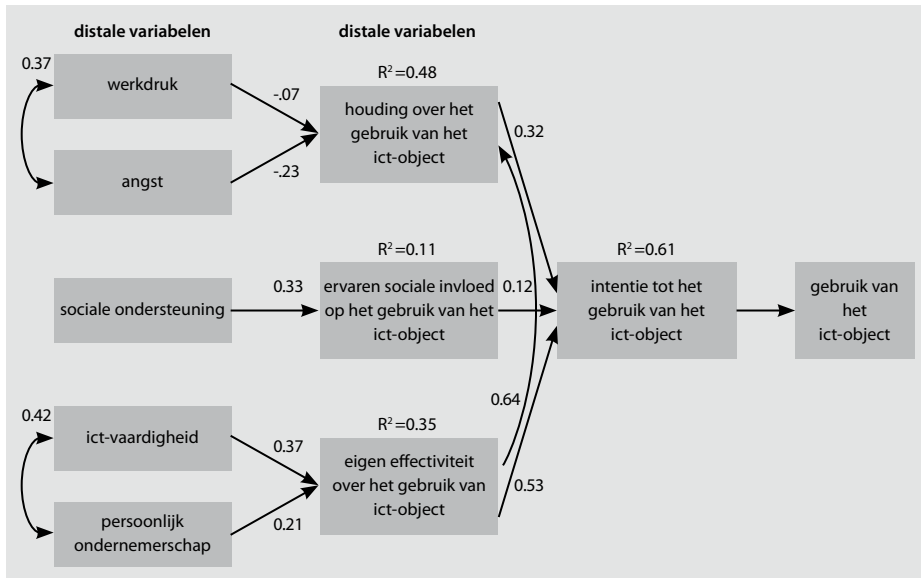 distale variabelen
distale variabelen
0.37
werkdruk
angst
-.07
-.23
R²=0.48
houding over het
gebruik van het
ict-object
0.32
sociale ondersteuning
0.33
R²=0.11
ervaren sociale invloed
op het gebruik van het
ict-object
0.12
R²=0.61
intentie tot het
gebruik van het
ict-object
gebruik van
het
ict-object
0.42
ict-vaardigheid
persoonlijk
ondernemerschap
0.37
0.21
R²=0.35
eigen effectiviteit
over het gebruik van
ict-object
0.64
0.53